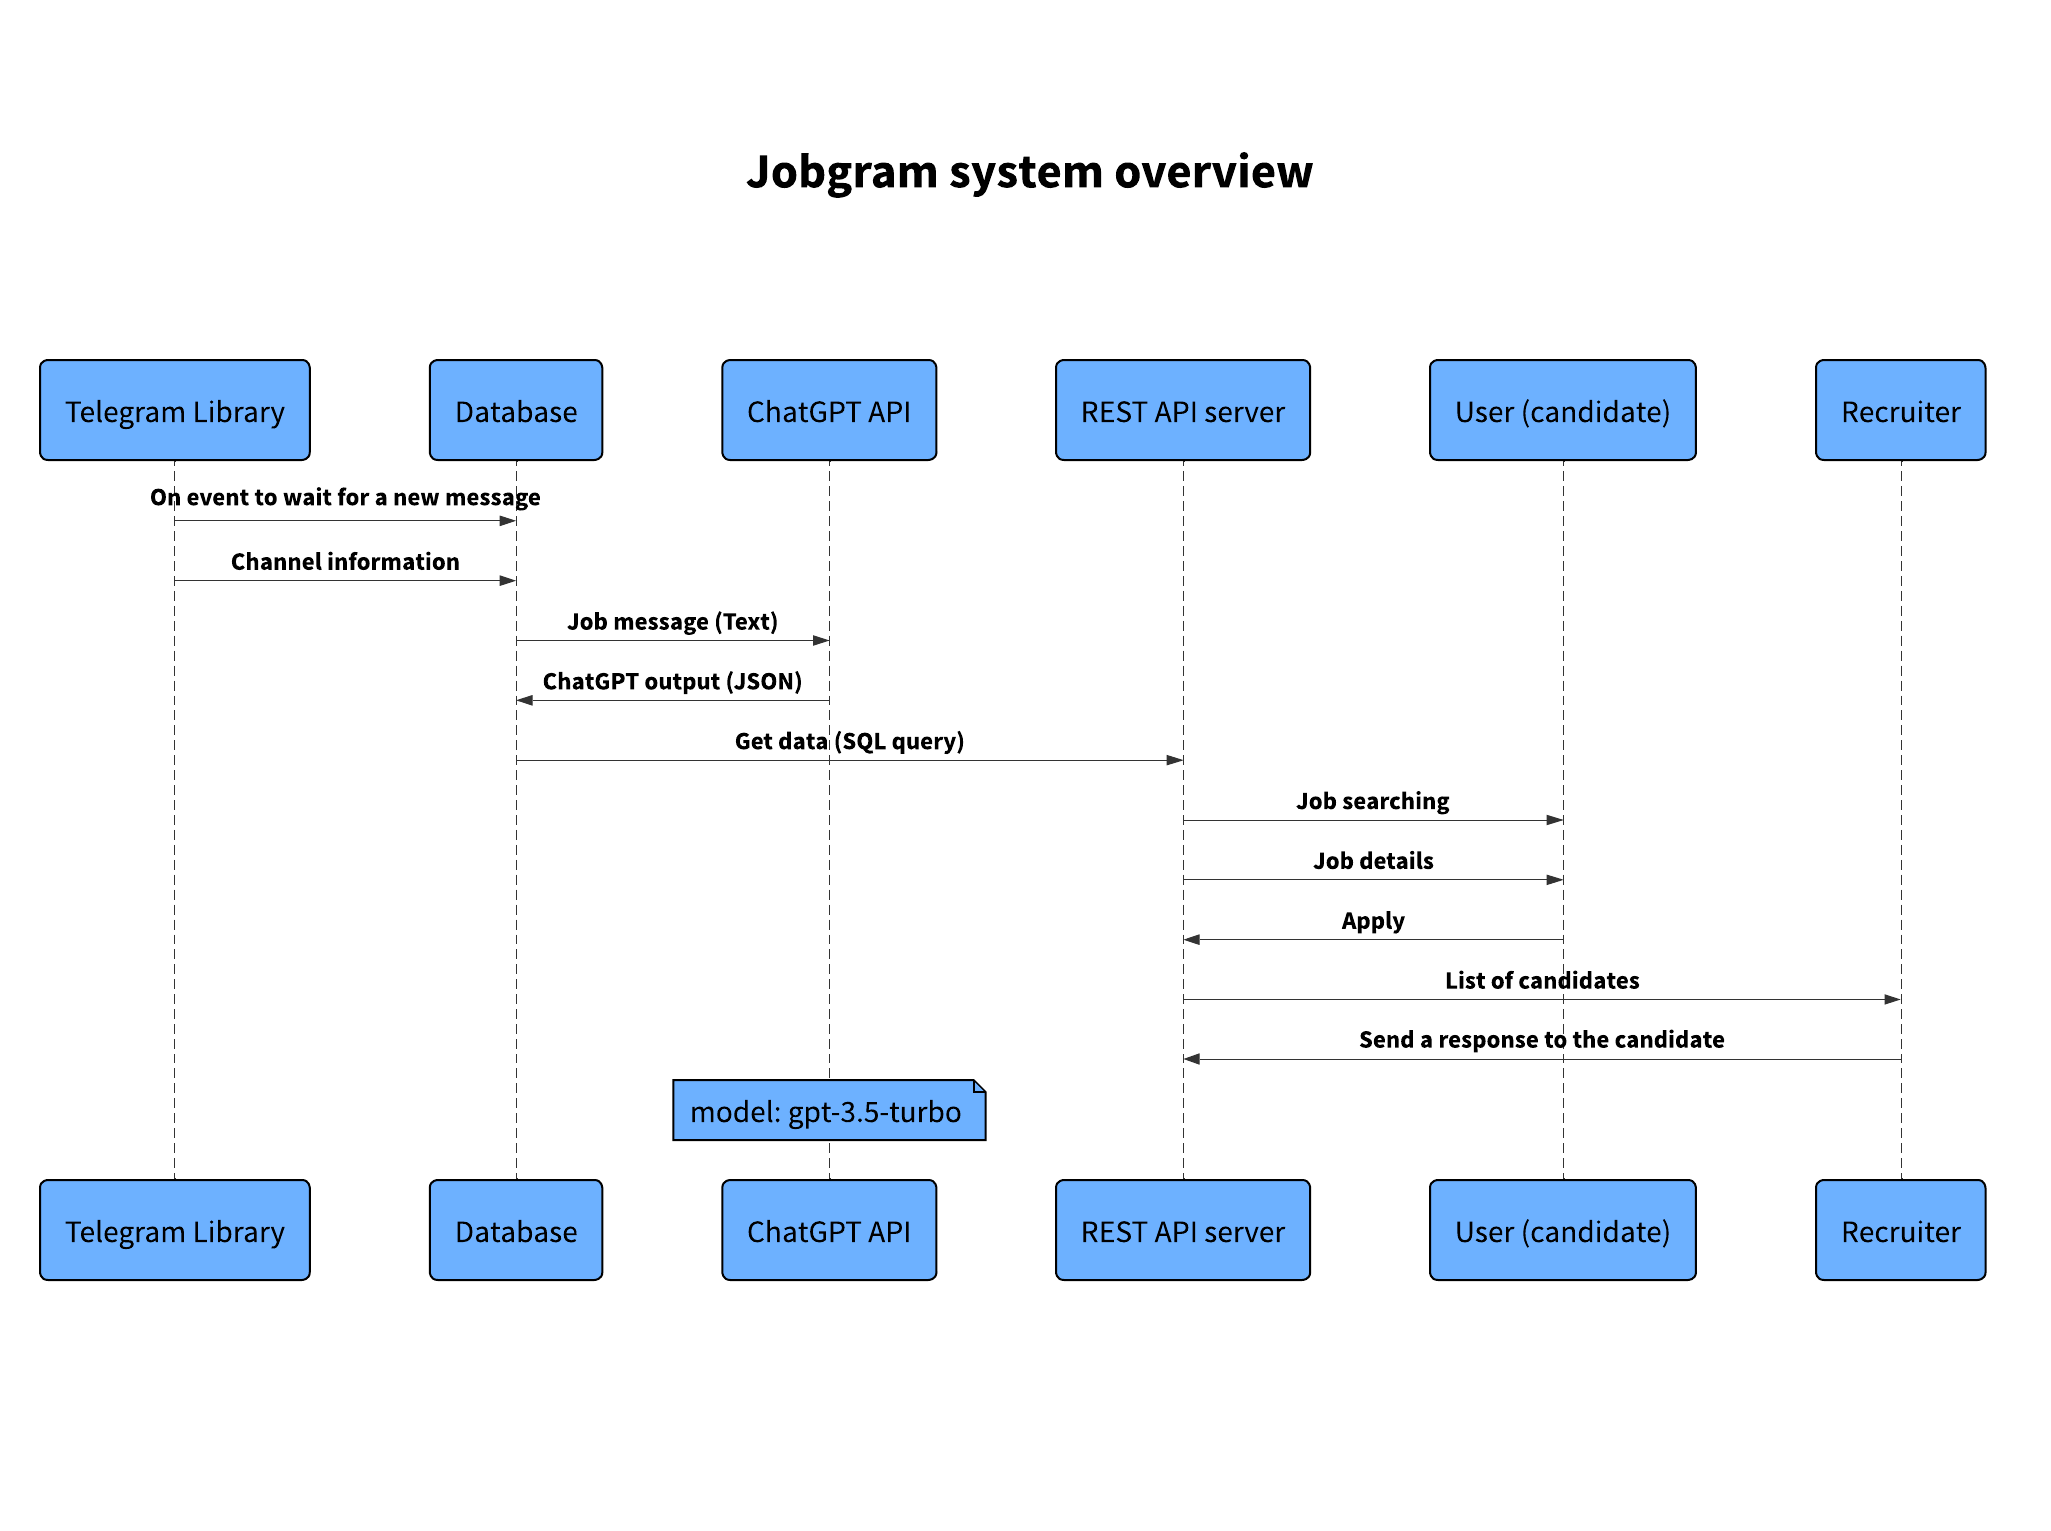 Jobgram system overview
Telegram Library
Database
ChatGPT API
REST API server
User (candidate)
Recruiter
On event to wait for a new message
Channel information
Job message (Text)
ChatGPT output (JSON)
Get data (SQL query)
Job searching
Job details
Apply
List of candidates
Send a response to the candidate
model: gpt-3.5-turbo
Telegram Library
Database
ChatGPT API
REST API server
User (candidate)
Recruiter